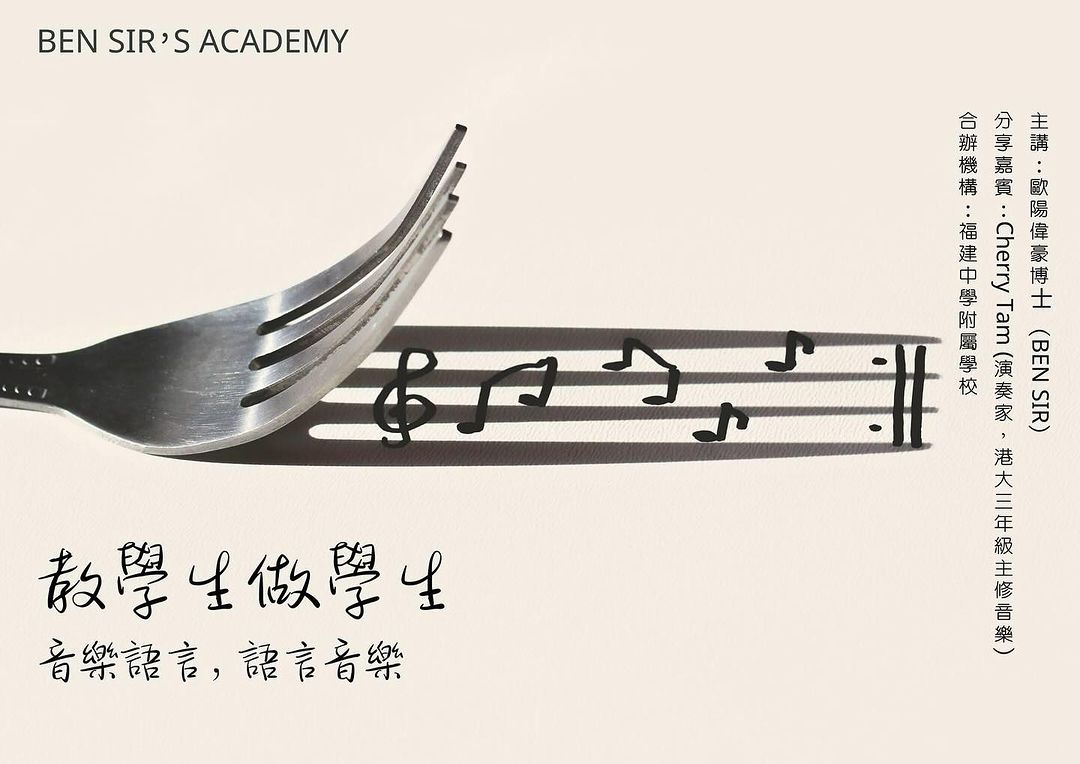 BEN SIR'S ACADEMY
主講：歐陽偉豪博士（BEN SIR）
分享嘉賓：Cherry Tam（演奏家，港大三年級主修音樂）
合辦機構：福建中學附屬學校
教學生做學生
音樂語言，語言音樂